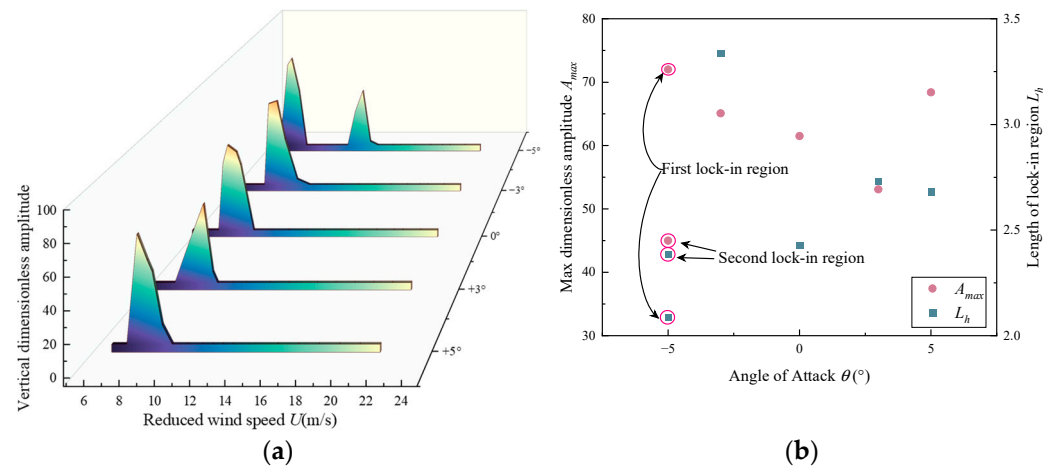 (a)
Vertical dimensionless amplitude
100
80
60
40
20
0
6 8 10 12 14 16 18 20 22 24
Reduced wind speed U(m/s)
−5°
−3°
0°
+3°
+5°
(b)
Max dimensionless amplitude Amax
80
70
60
50
40
30
−5 0 5
Angle of Attack θ (°)
3.5
3.0
2.5
2.0
Length of lock-in region Lh
First lock-in region
Second lock-in region
Amax
Lh